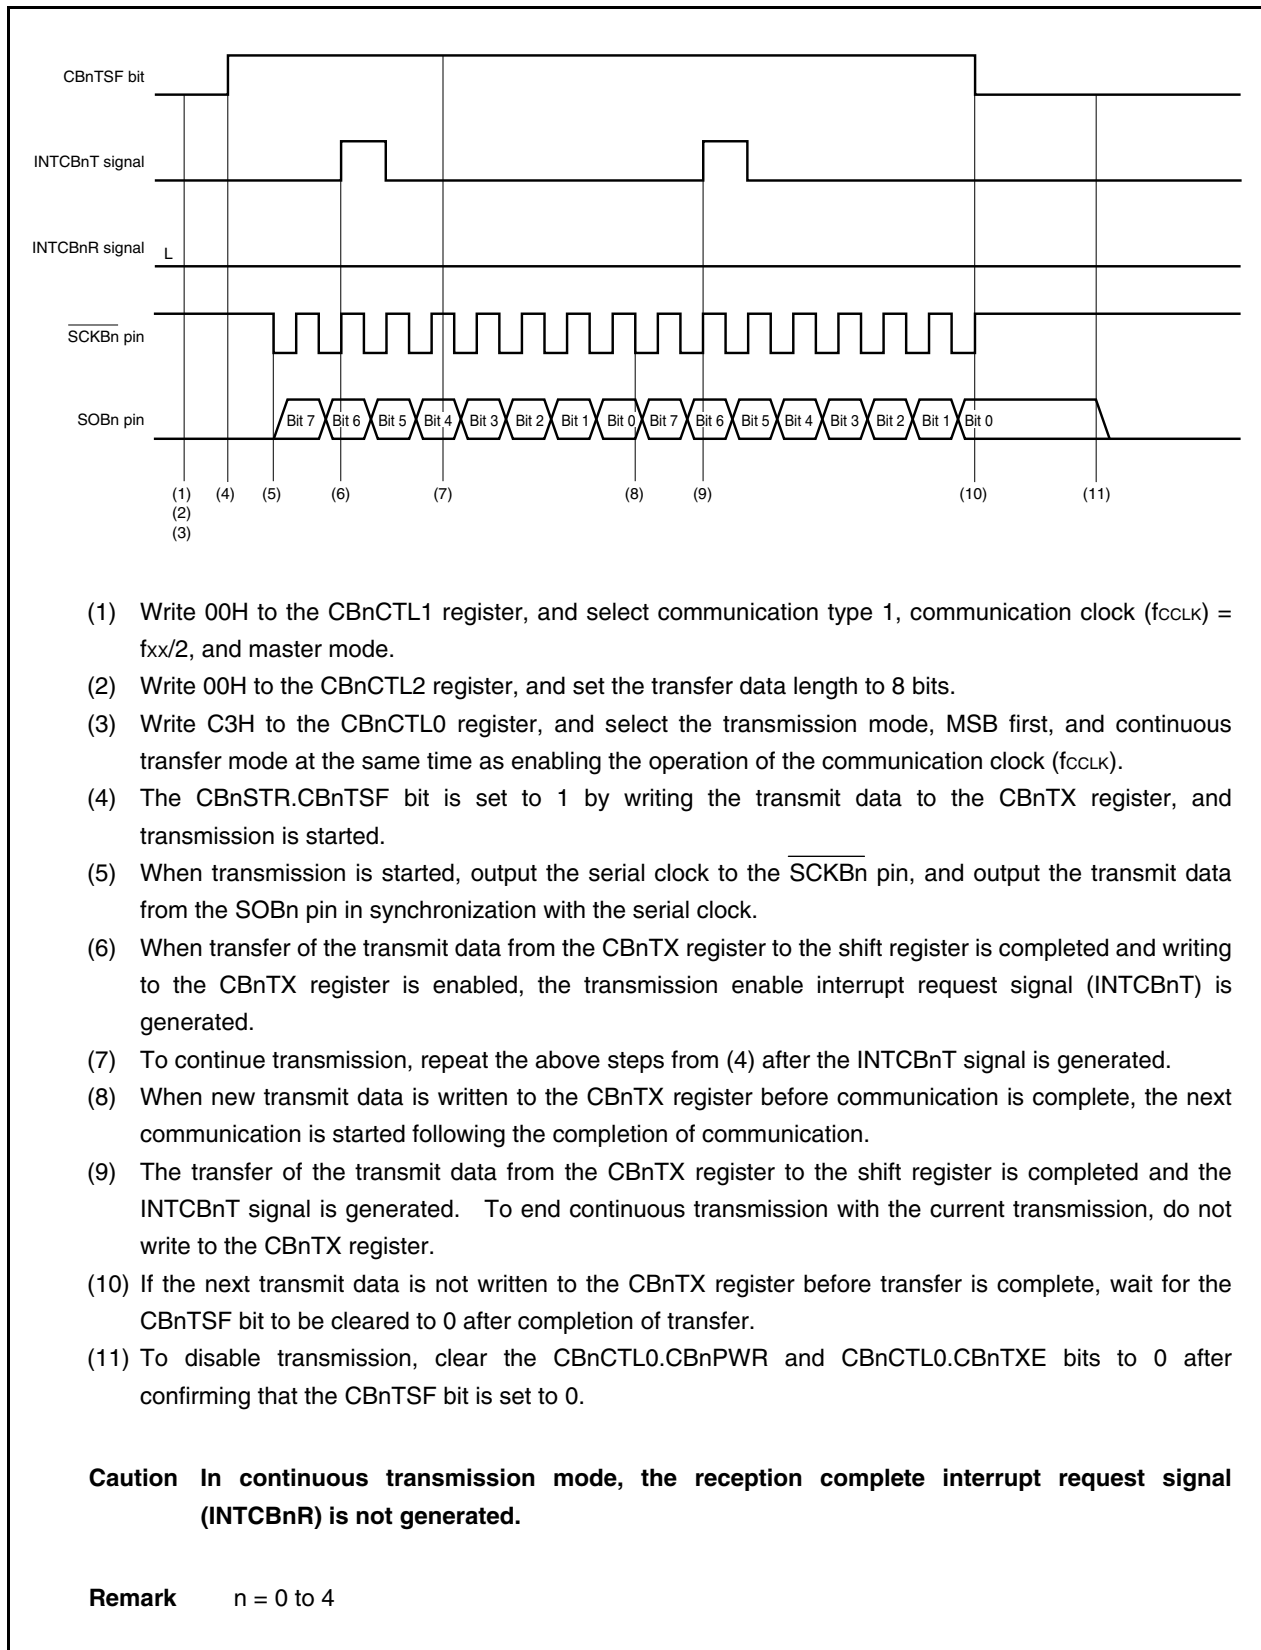 CBnTSF bit
INTCBnT signal
INTCBnR signal L
SCKBn pin
SOBn pin Bit 7 Bit 6 Bit 5 Bit 4 Bit 3 Bit 2 Bit 1 Bit 0 Bit 7 Bit 6 Bit 5 Bit 4 Bit 3 Bit 2 Bit 1 Bit 0
(1) (4) (5) (6) (7) (8) (9) (10) (11)
(2)
(3)
(1) Write 00H to the CBnCTL1 register, and select communication type 1, communication clock (fCCLK) =
fxx/2, and master mode.
(2) Write 00H to the CBnCTL2 register, and set the transfer data length to 8 bits.
(3) Write C3H to the CBnCTL0 register, and select the transmission mode, MSB first, and continuous
transfer mode at the same time as enabling the operation of the communication clock (fCCLK).
(4) The CBnSTR.CBnTSF bit is set to 1 by writing the transmit data to the CBnTX register, and
transmission is started.
(5) When transmission is started, output the serial clock to the SCKBn pin, and output the transmit data
from the SOBn pin in synchronization with the serial clock.
(6) When transfer of the transmit data from the CBnTX register to the shift register is completed and writing
to the CBnTX register is enabled, the transmission enable interrupt request signal (INTCBnT) is
generated.
(7) To continue transmission, repeat the above steps from (4) after the INTCBnT signal is generated.
(8) When new transmit data is written to the CBnTX register before communication is complete, the next
communication is started following the completion of communication.
(9) The transfer of the transmit data from the CBnTX register to the shift register is completed and the
INTCBnT signal is generated. To end continuous transmission with the current transmission, do not
write to the CBnTX register.
(10) If the next transmit data is not written to the CBnTX register before transfer is complete, wait for the
CBnTSF bit to be cleared to 0 after completion of transfer.
(11) To disable transmission, clear the CBnCTL0.CBnPWR and CBnCTL0.CBnTXE bits to 0 after
confirming that the CBnTSF bit is set to 0.
Caution In continuous transmission mode, the reception complete interrupt request signal
(INTCBnR) is not generated.
Remark n = 0 to 4